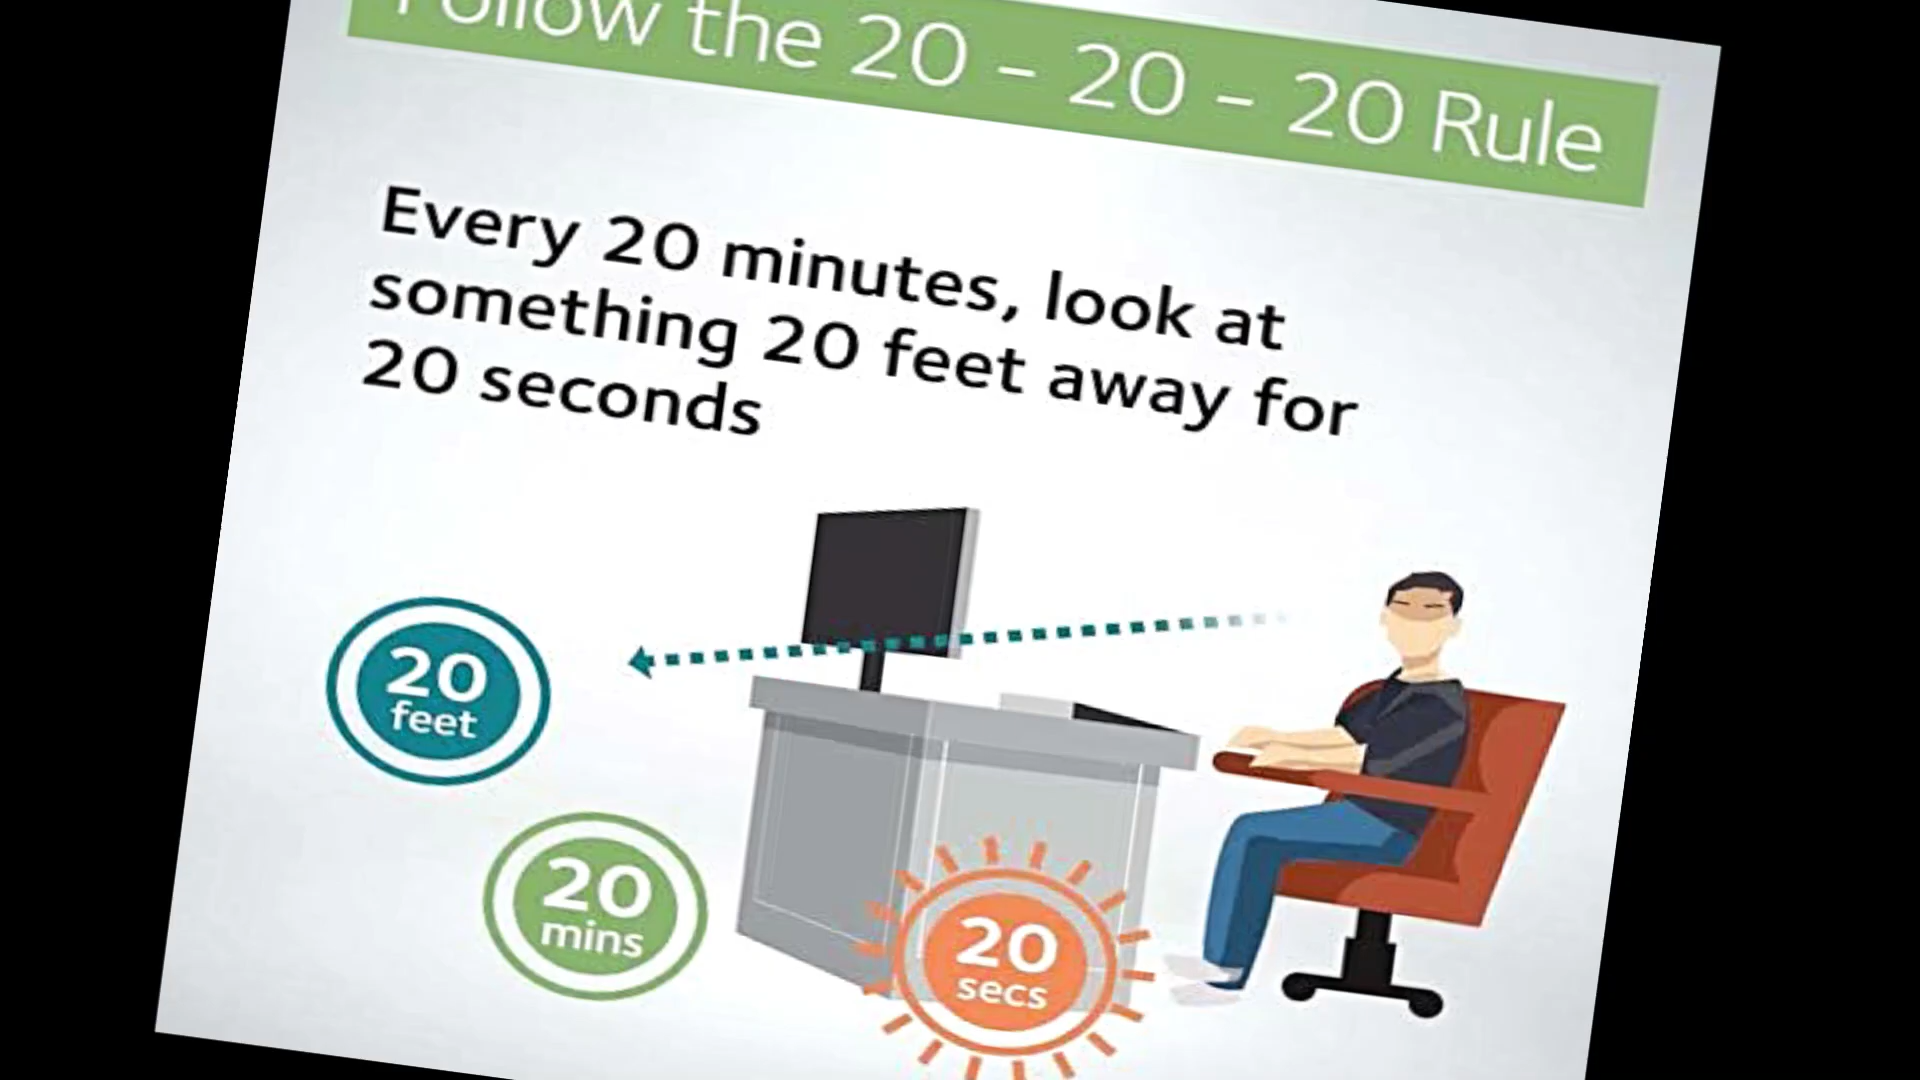 Follow the 20 – 20 – 20 Rule
Every 20 minutes, look at
something 20 feet away for
20 seconds
20
feet
20
mins
20
secs